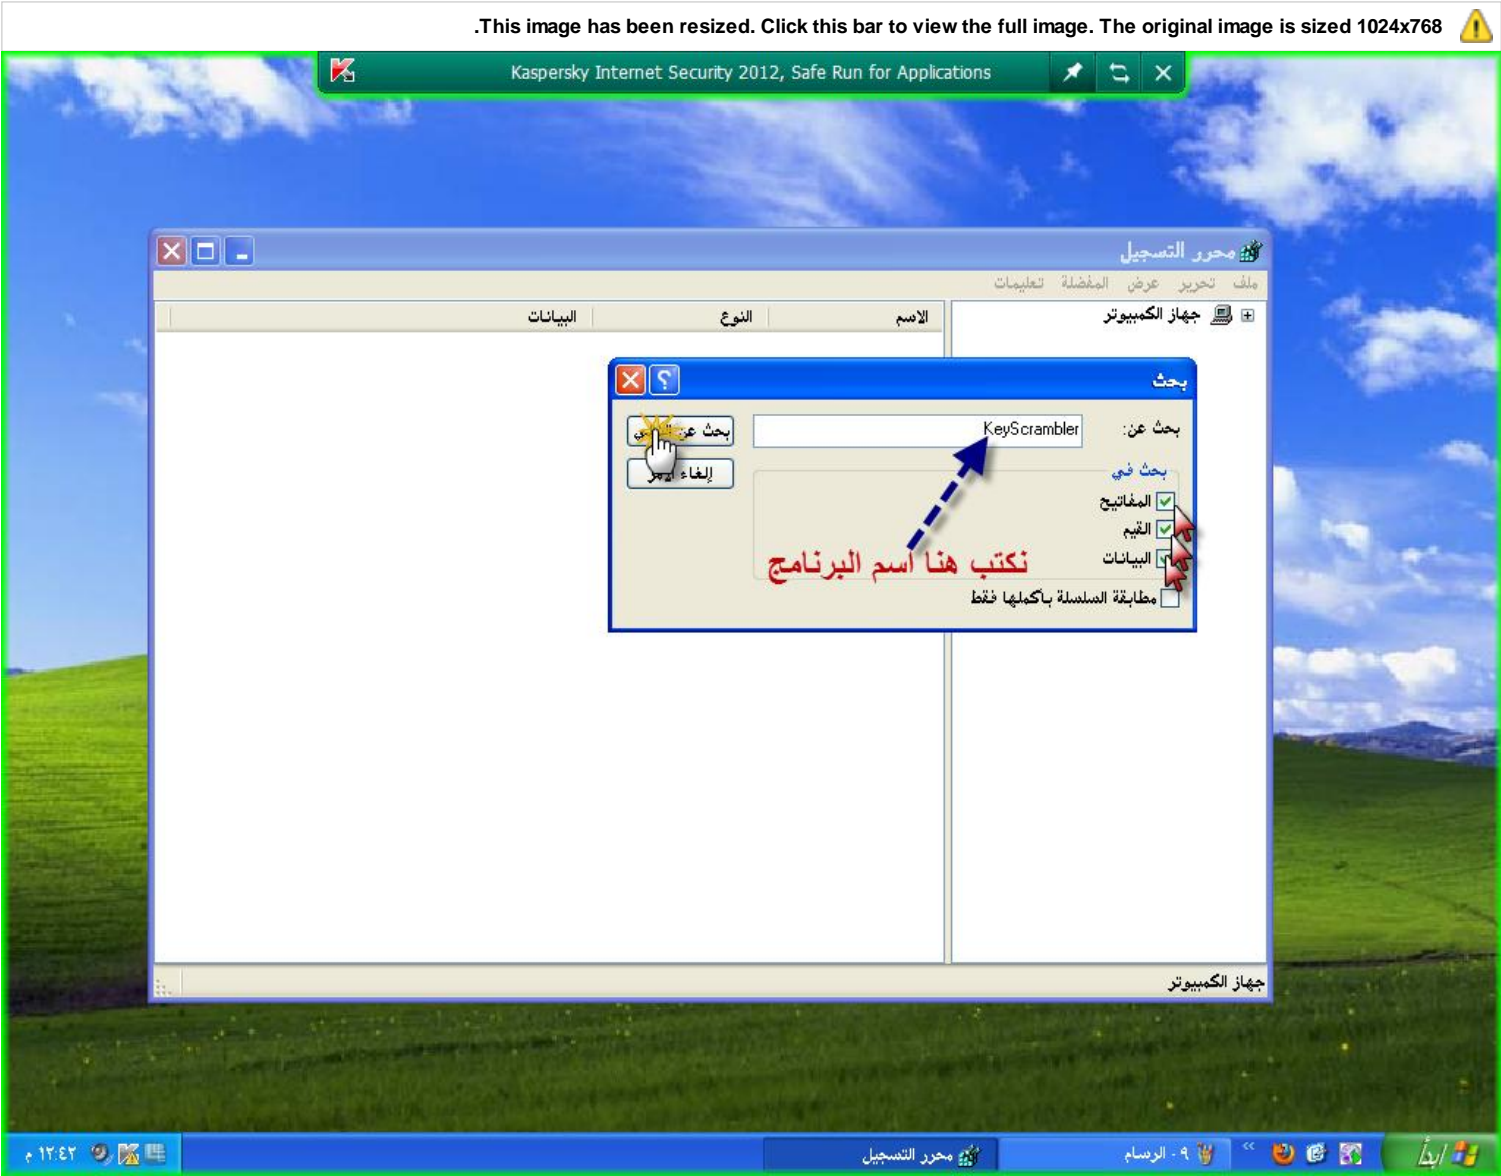 .This image has been resized. Click this bar to view the full image. The original image is sized 1024x768
Kaspersky Internet Security 2012, Safe Run for Applications
محرر التسجيل
ملف تحرير عرض المفضلة تعليمات
جهاز الكمبيوتر
الاسم النوع البيانات
بحث
بحث عن: KeyScrambler
بحث عن
بحث في
إلغاء
المفاتيح
القيم
البيانات
نكتب هنا اسم البرنامج
مطابقة السلسلة بأكملها فقط
جهاز الكمبيوتر
ابدأ
٩ - الرسام
محرر التسجيل
١٢:٤٢ م